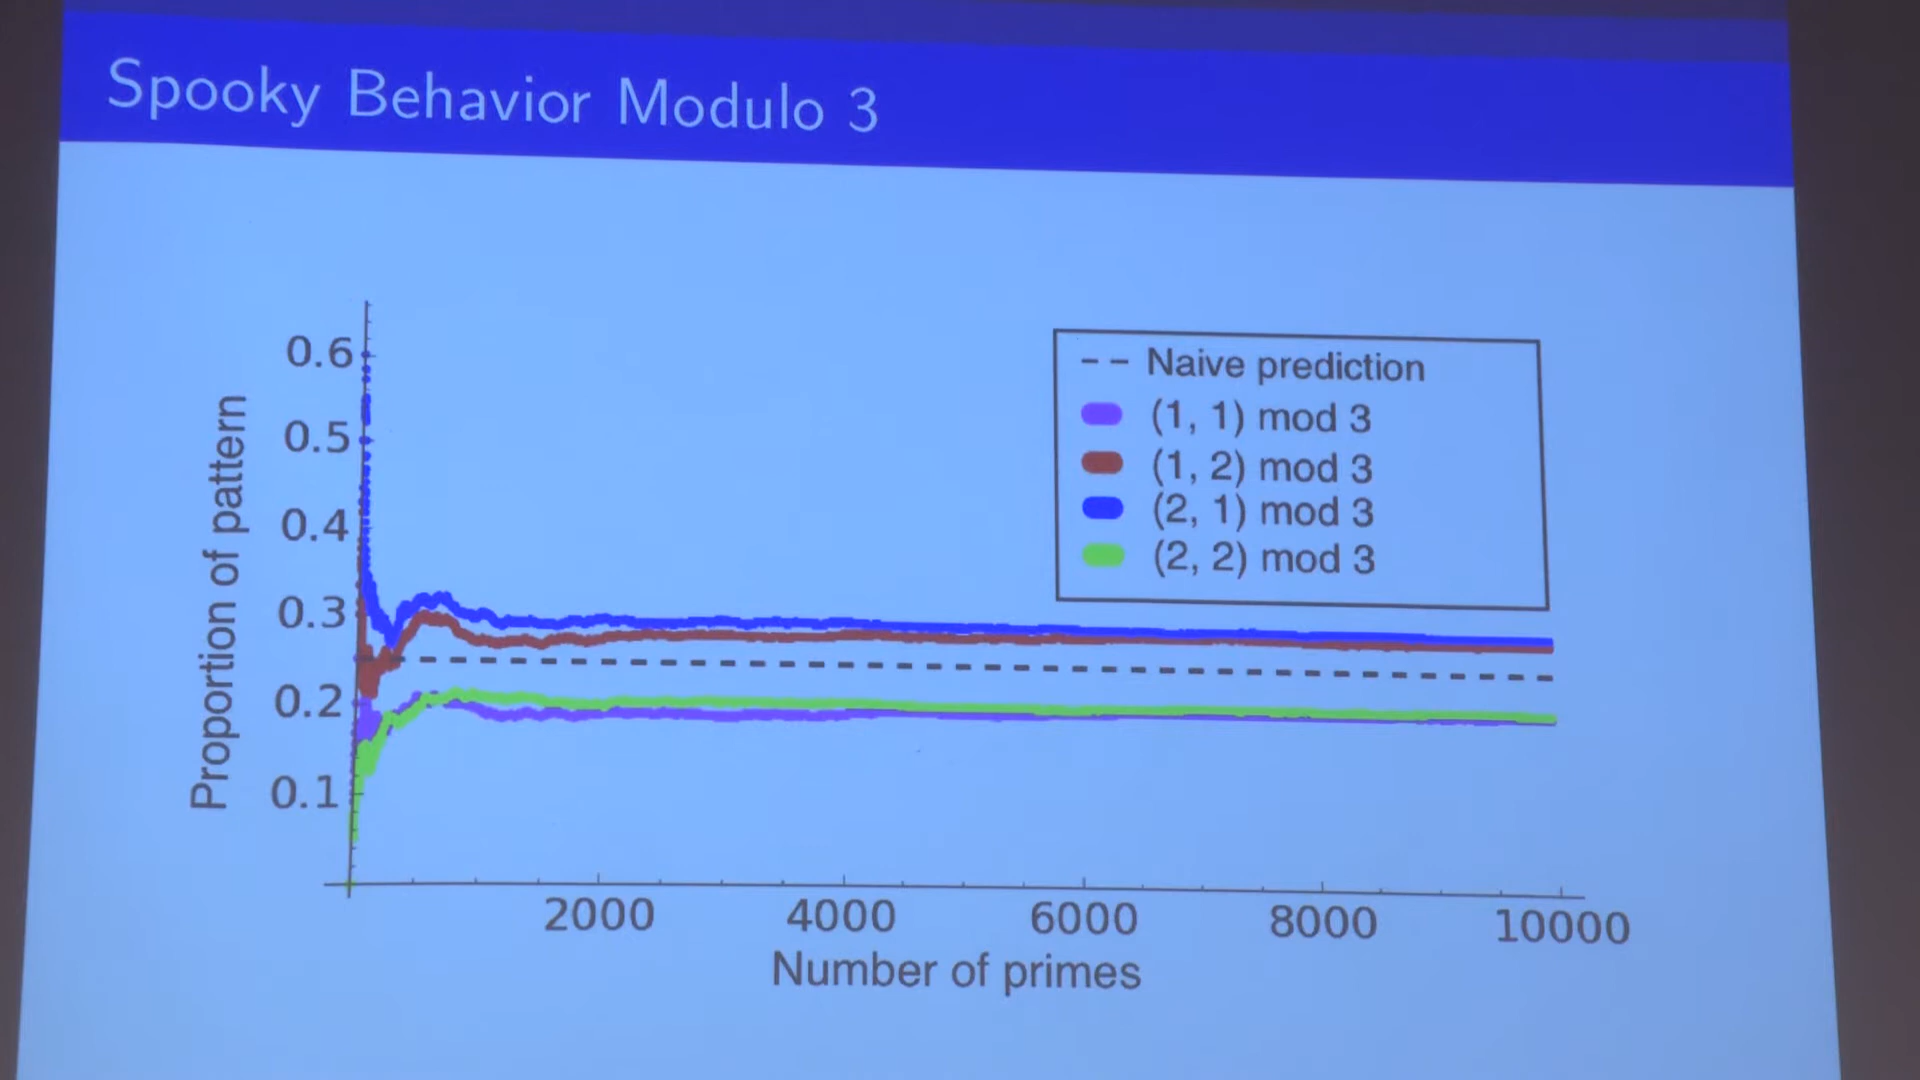 Spooky Behavior Modulo 3
0.6
0.5
0.4
0.3
0.2
0.1
Proportion of pattern
-- Naive prediction
(1, 1) mod 3
(1, 2) mod 3
(2, 1) mod 3
(2, 2) mod 3
2000 4000 6000 8000 10000
Number of primes